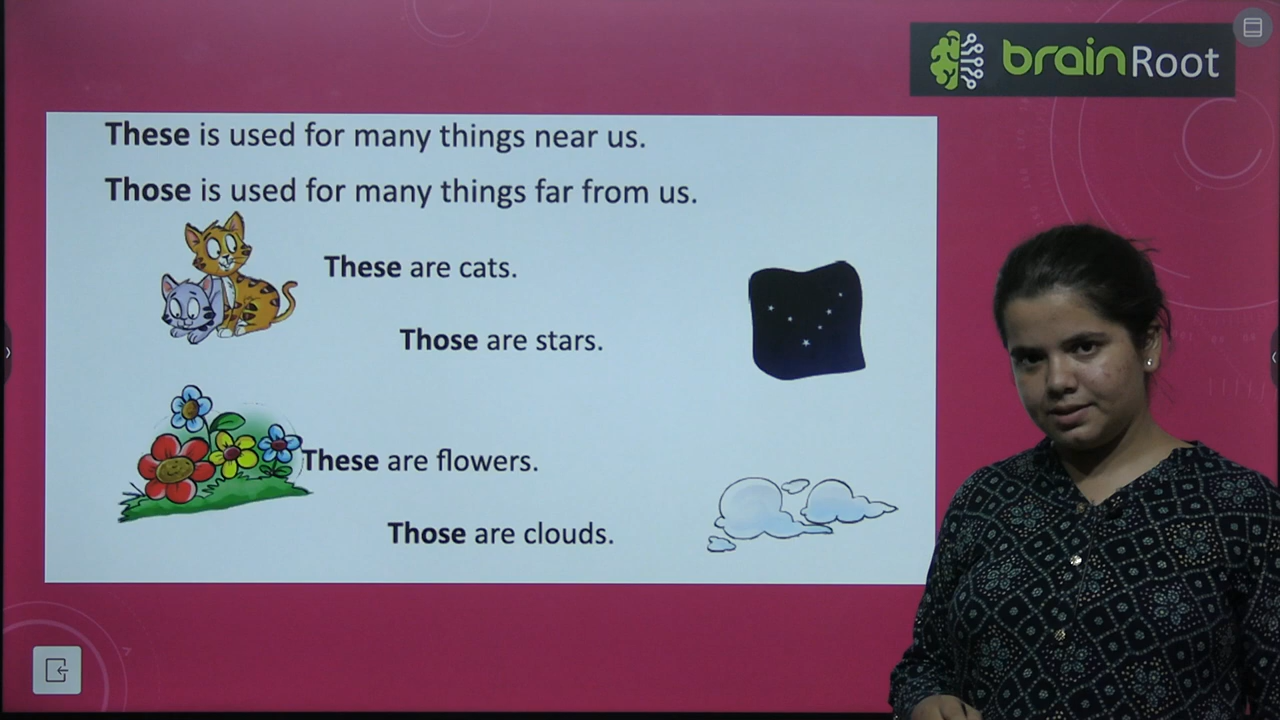 brainRoot
These is used for many things near us.
Those is used for many things far from us.
These are cats.
Those are stars.
These are flowers.
Those are clouds.